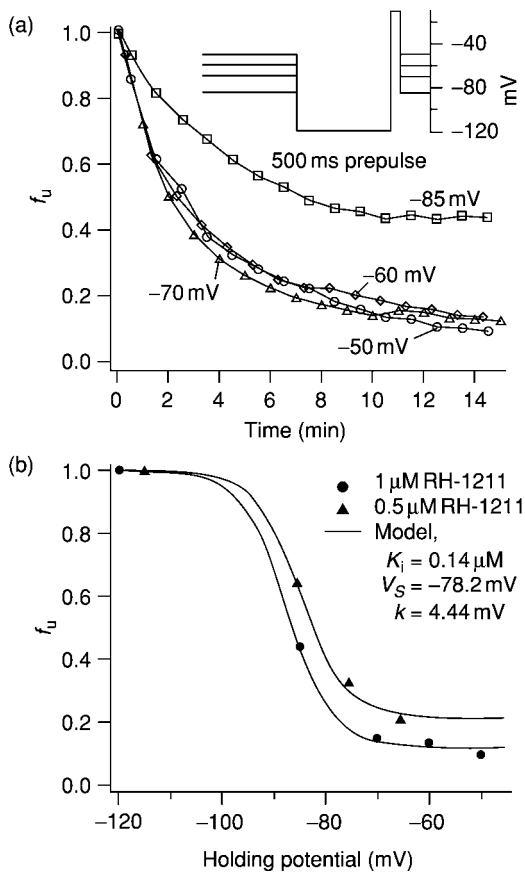 (a)
1.0
0.8
0.6
0.4
0.2
0.0
f_u
−40
−80
−120
mV
500 ms prepulse
−85 mV
−60 mV
−70 mV
−50 mV
0 2 4 6 8 10 12 14
Time (min)
(b)
1.0
0.8
0.6
0.4
0.2
0.0
f_u
1 μM RH-1211
0.5 μM RH-1211
Model,
K_i = 0.14 μM
V_S = −78.2 mV
k = 4.44 mV
−120 −100 −80 −60
Holding potential (mV)